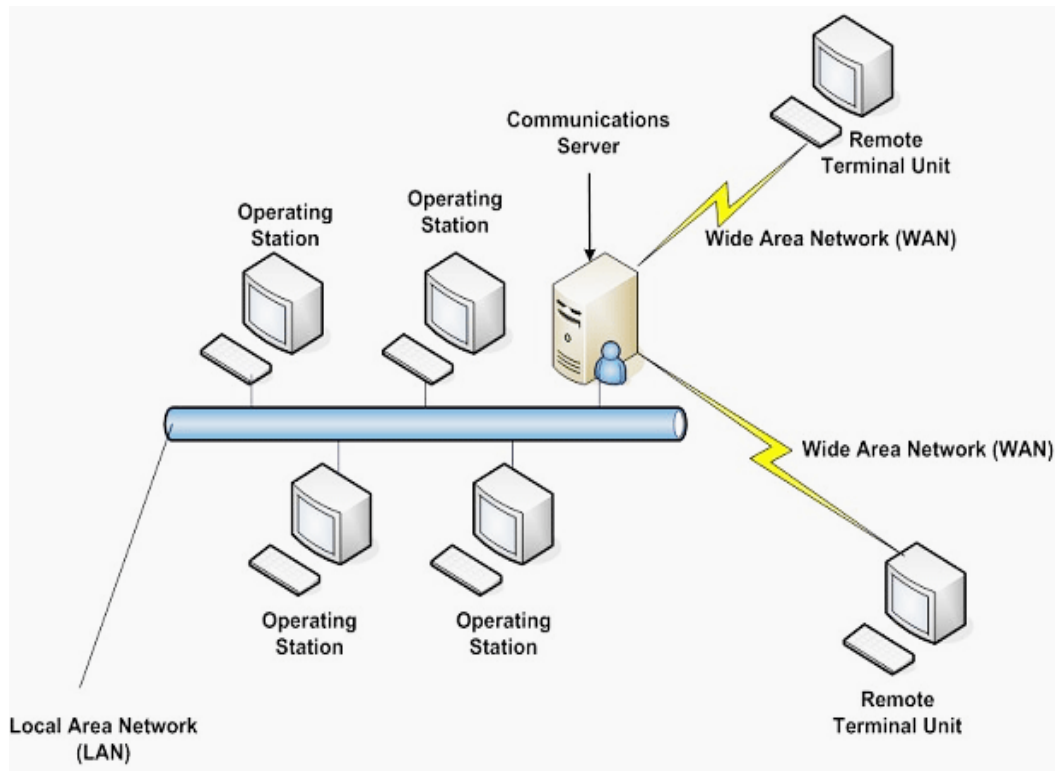 Communications
Server
Remote
Terminal Unit
Operating
Station
Operating
Station
Wide Area Network (WAN)
Wide Area Network (WAN)
Operating
Station
Operating
Station
Remote
Terminal Unit
Local Area Network
(LAN)